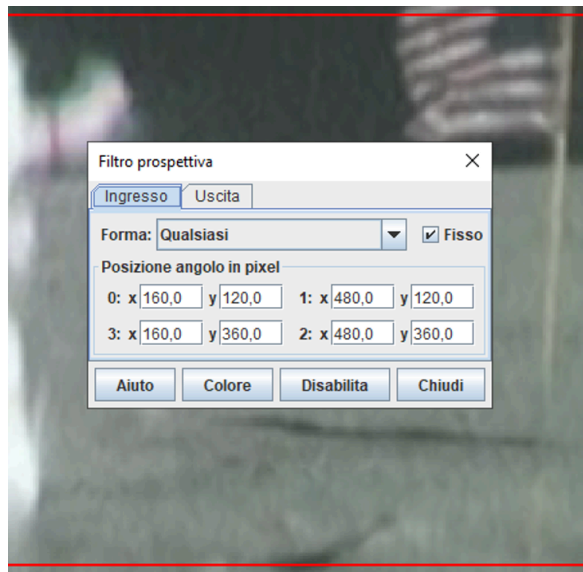 Filtro prospettiva
Ingresso Uscita
Forma: Qualsiasi Fisso
Posizione angolo in pixel
0: x 160,0 y 120,0 1: x 480,0 y 120,0
3: x 160,0 y 360,0 2: x 480,0 y 360,0
Aiuto Colore Disabilita Chiudi